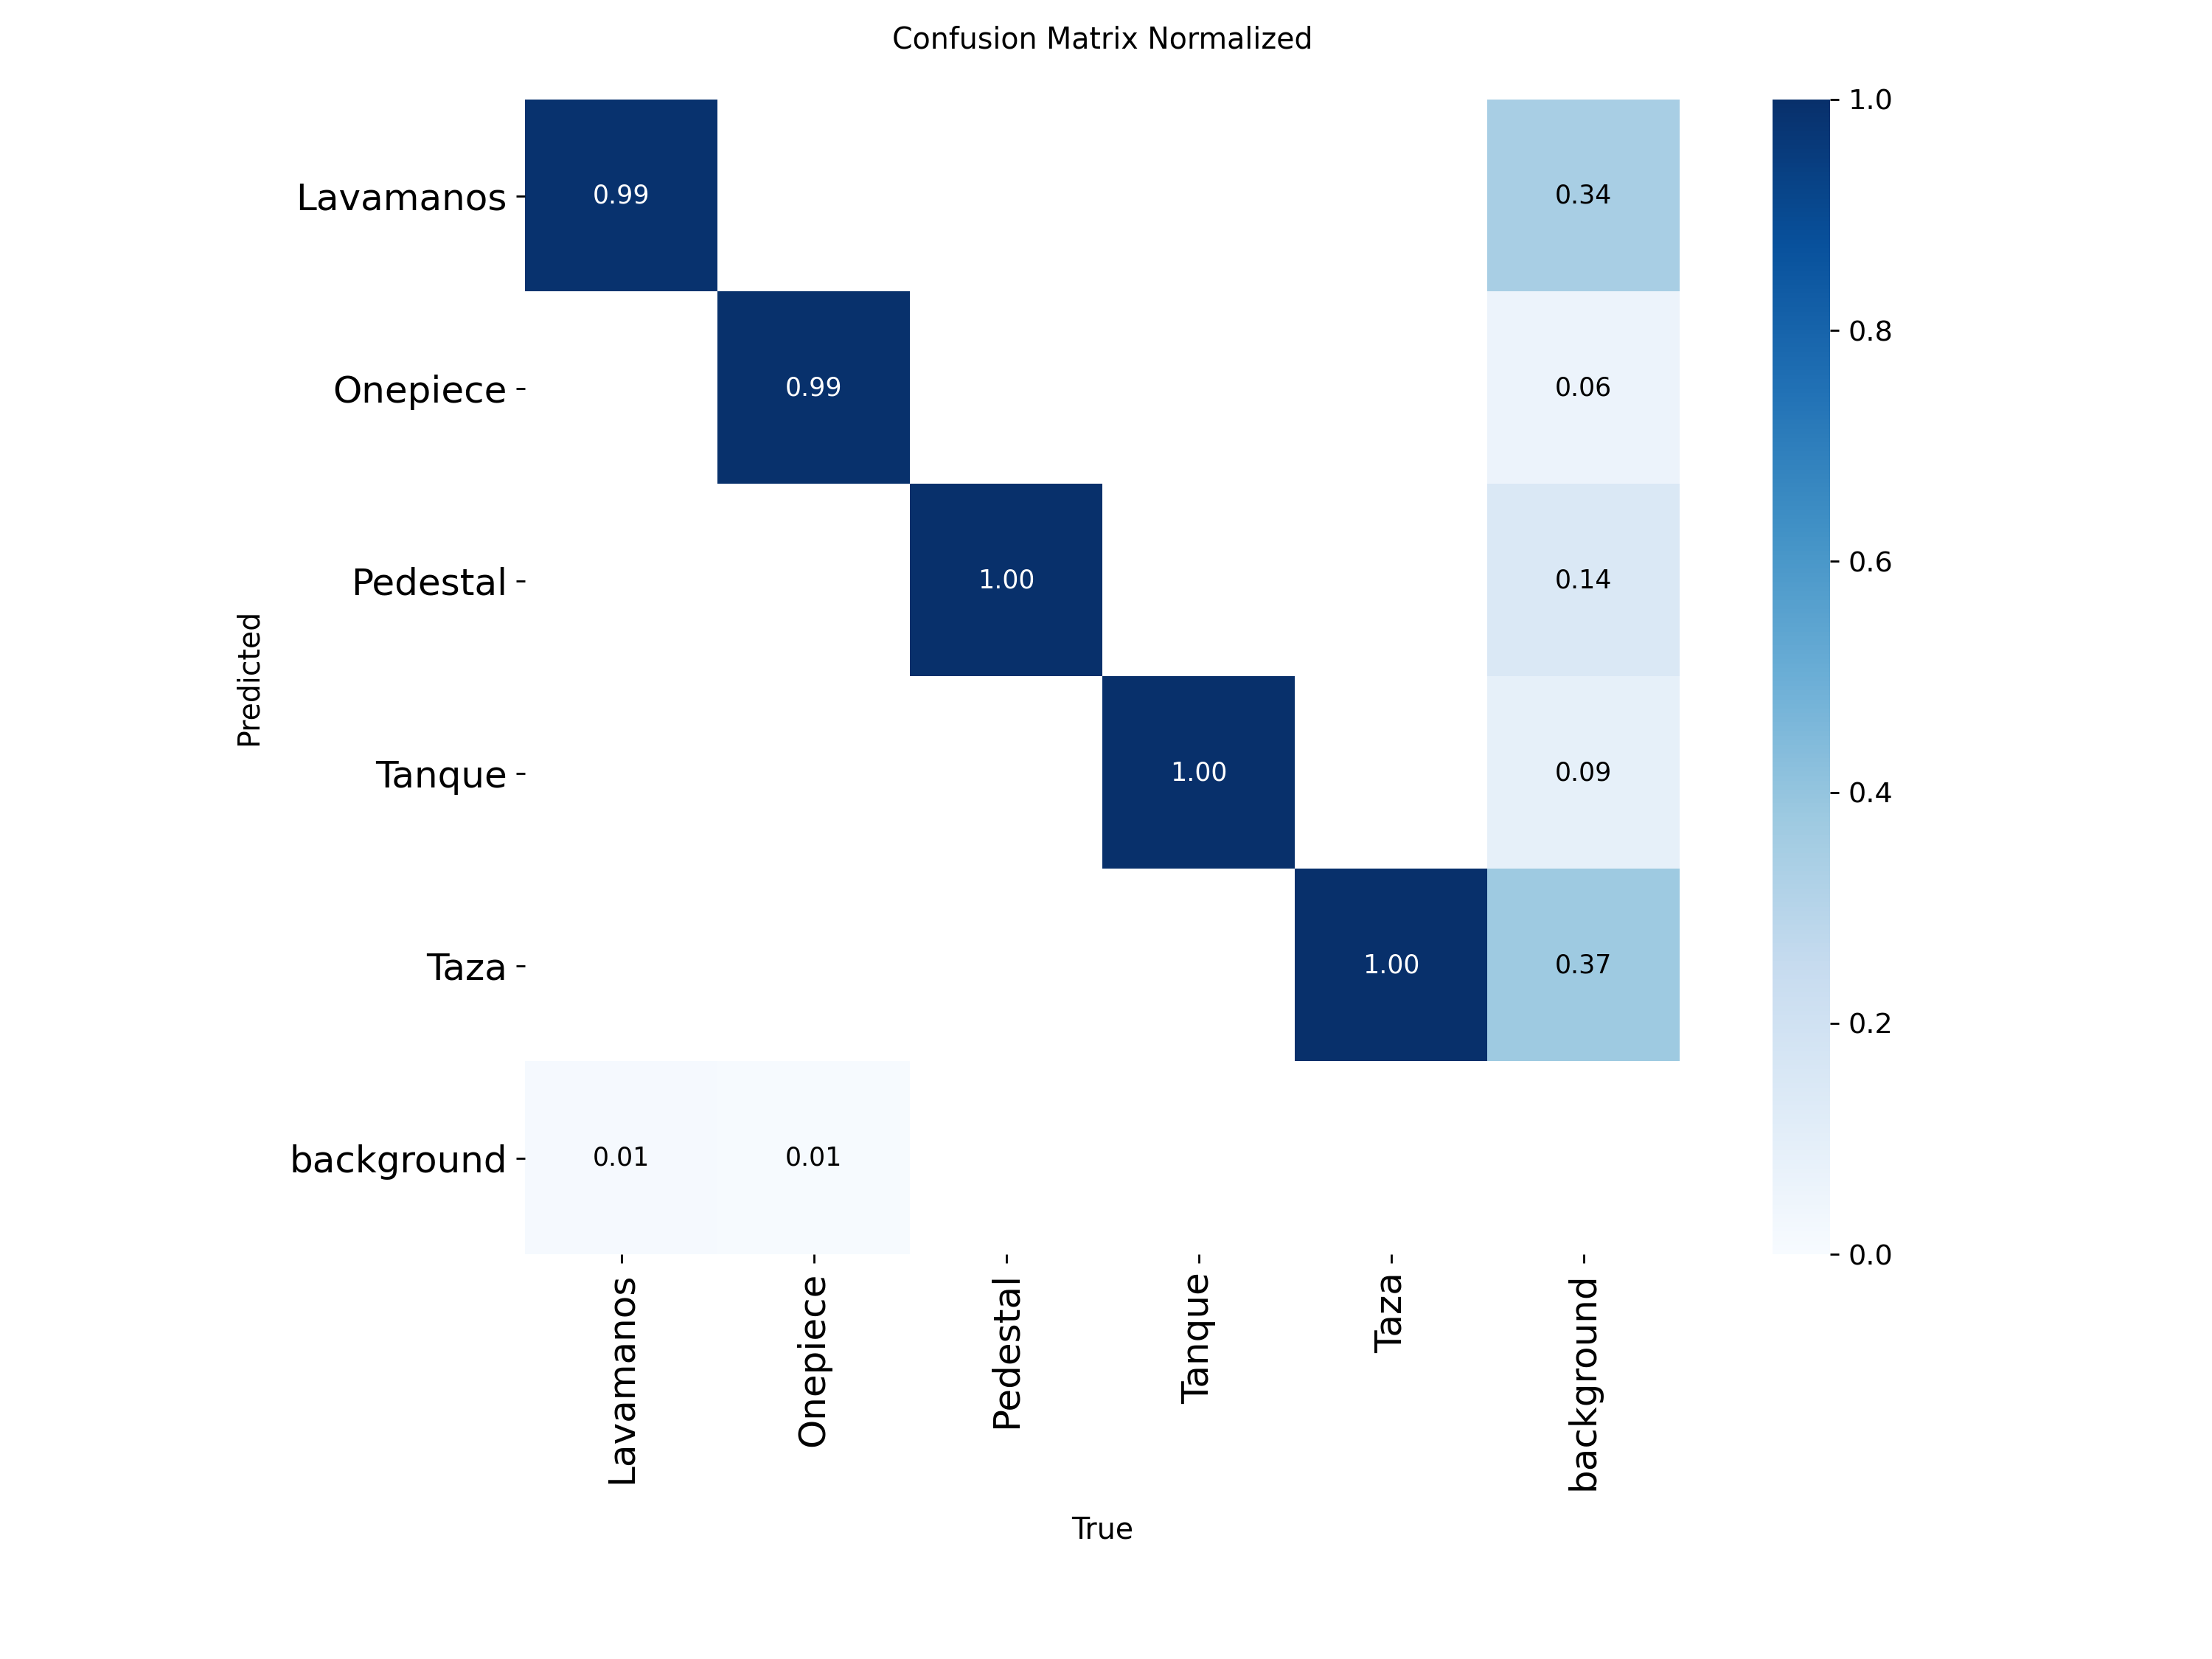 Confusion Matrix Normalized
Lavamanos
0.99
0.34
1.0
Onepiece
0.99
0.06
0.8
Pedestal
1.00
0.14
0.6
Predicted
Tanque
1.00
0.09
0.4
Taza
1.00
0.37
0.2
background
0.01
0.01
0.0
Lavamanos
Onepiece
Pedestal
Tanque
Taza
background
True